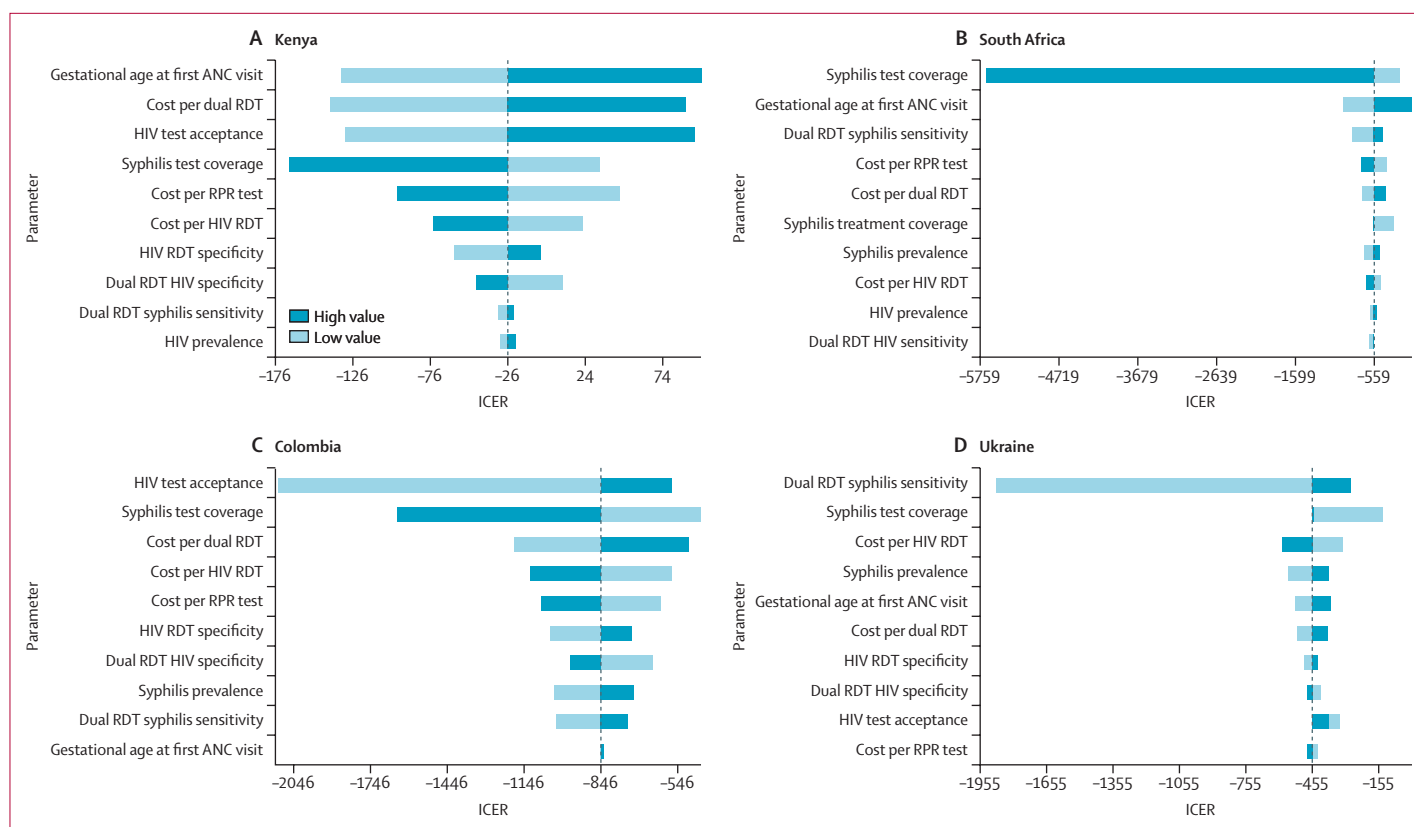 A Kenya
Gestational age at first ANC visit
Cost per dual RDT
HIV test acceptance
Syphilis test coverage
Cost per RPR test
Cost per HIV RDT
HIV RDT specificity
Dual RDT HIV specificity
Dual RDT syphilis sensitivity
HIV prevalence
Parameter
High value
Low value
–176 –126 –76 –26 24 74
ICER
B South Africa
Syphilis test coverage
Gestational age at first ANC visit
Dual RDT syphilis sensitivity
Cost per RPR test
Cost per dual RDT
Syphilis treatment coverage
Syphilis prevalence
Cost per HIV RDT
HIV prevalence
Dual RDT HIV sensitivity
Parameter
–5759 –4719 –3679 –2639 –1599 –559
ICER
C Colombia
HIV test acceptance
Syphilis test coverage
Cost per dual RDT
Cost per HIV RDT
Cost per RPR test
HIV RDT specificity
Dual RDT HIV specificity
Syphilis prevalence
Dual RDT syphilis sensitivity
Gestational age at first ANC visit
Parameter
–2046 –1746 –1446 –1146 –846 –546
ICER
D Ukraine
Dual RDT syphilis sensitivity
Syphilis test coverage
Cost per HIV RDT
Syphilis prevalence
Gestational age at first ANC visit
Cost per dual RDT
HIV RDT specificity
Dual RDT HIV specificity
HIV test acceptance
Cost per RPR test
Parameter
–1955 –1655 –1355 –1055 –755 –455 –155
ICER